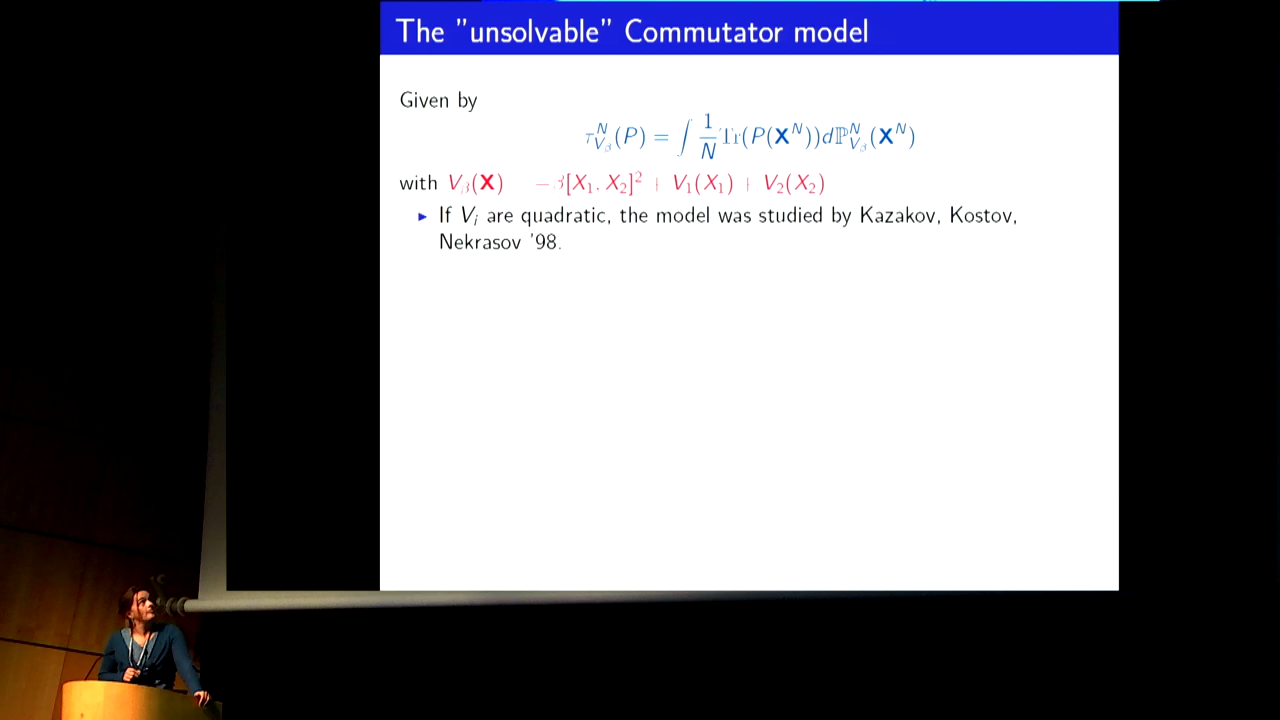 The "unsolvable" Commutator model
Given by
τ^N_{V_β}(P) = ∫ 1/N Tr(P(X^N))dℙ^N_{V_β}(X^N)
with V_β(X) = −β[X_1, X_2]^2 + V_1(X_1) + V_2(X_2)
▶ If V_i are quadratic, the model was studied by Kazakov, Kostov,
Nekrasov '98.